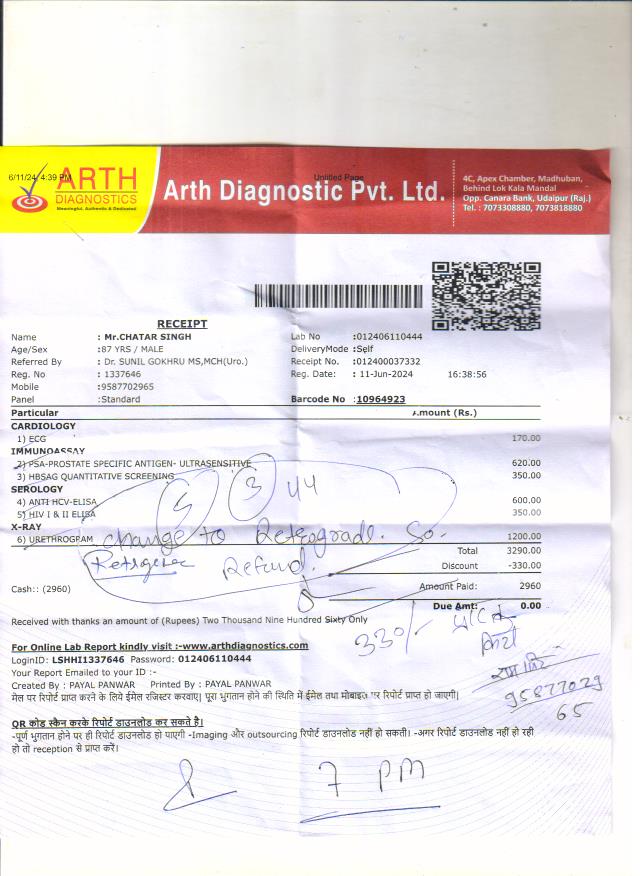 6/11/24, 4:39 PM
Untitled Page
ARTH
DIAGNOSTICS
Meaningful, Authentic & Dedicated
Arth Diagnostic Pvt. Ltd.
4C, Apex Chamber, Madhuban,
Behind Lok Kala Mandal
Opp. Canara Bank, Udaipur (Raj.)
Tel. : 7073308880, 7073818880
RECEIPT
Name : Mr.CHATAR SINGH Lab No :012406110444
Age/Sex :87 YRS / MALE DeliveryMode :Self
Referred By : Dr. SUNIL GOKHRU MS,MCH(Uro.) Receipt No. :012400037332
Reg. No : 1337646 Reg. Date: : 11-Jun-2024 16:38:56
Mobile :9587702965
Panel :Standard Barcode No :10964923
Particular Amount (Rs.)
CARDIOLOGY
1) ECG 170.00
IMMUNOASSAY
2) PSA-PROSTATE SPECIFIC ANTIGEN- ULTRASENSITIVE 620.00
3) HBSAG QUANTITATIVE SCREENING 350.00
SEROLOGY
4) ANTI HCV-ELISA 600.00
5) HIV I & II ELISA 350.00
X-RAY
6) URETHROGRAM 1200.00
3 44
change to Retrograde. So.
Refund.
Total 3290.00
Discount -330.00
Cash:: (2960) Amount Paid: 2960
Due Amt: 0.00
Received with thanks an amount of (Rupees) Two Thousand Nine Hundred Sixty Only
33%
For Online Lab Report kindly visit :-www.arthdiagnostics.com
LoginID: LSHHI1337646 Password: 012406110444
Your Report Emailed to your ID :-
Created By : PAYAL PANWAR Printed By : PAYAL PANWAR
मेल पर रिपोर्ट प्राप्त करने के लिये ईमेल रजिस्टर करवाए। पूरा भुगतान होने की स्थिति में ईमेल तथा मोबाइल पर रिपोर्ट प्राप्त हो जाएगी।
95877029
65
QR कोड स्कैन करके रिपोर्ट डाउनलोड कर सकते है।
-पूर्ण भुगतान होने पर ही रिपोर्ट डाउनलोड हो पाएगी -Imaging और outsourcing रिपोर्ट डाउनलोड नहीं हो सकती। -अगर रिपोर्ट डाउनलोड नहीं हो रही
हो तो reception से प्राप्त करें।
7 PM